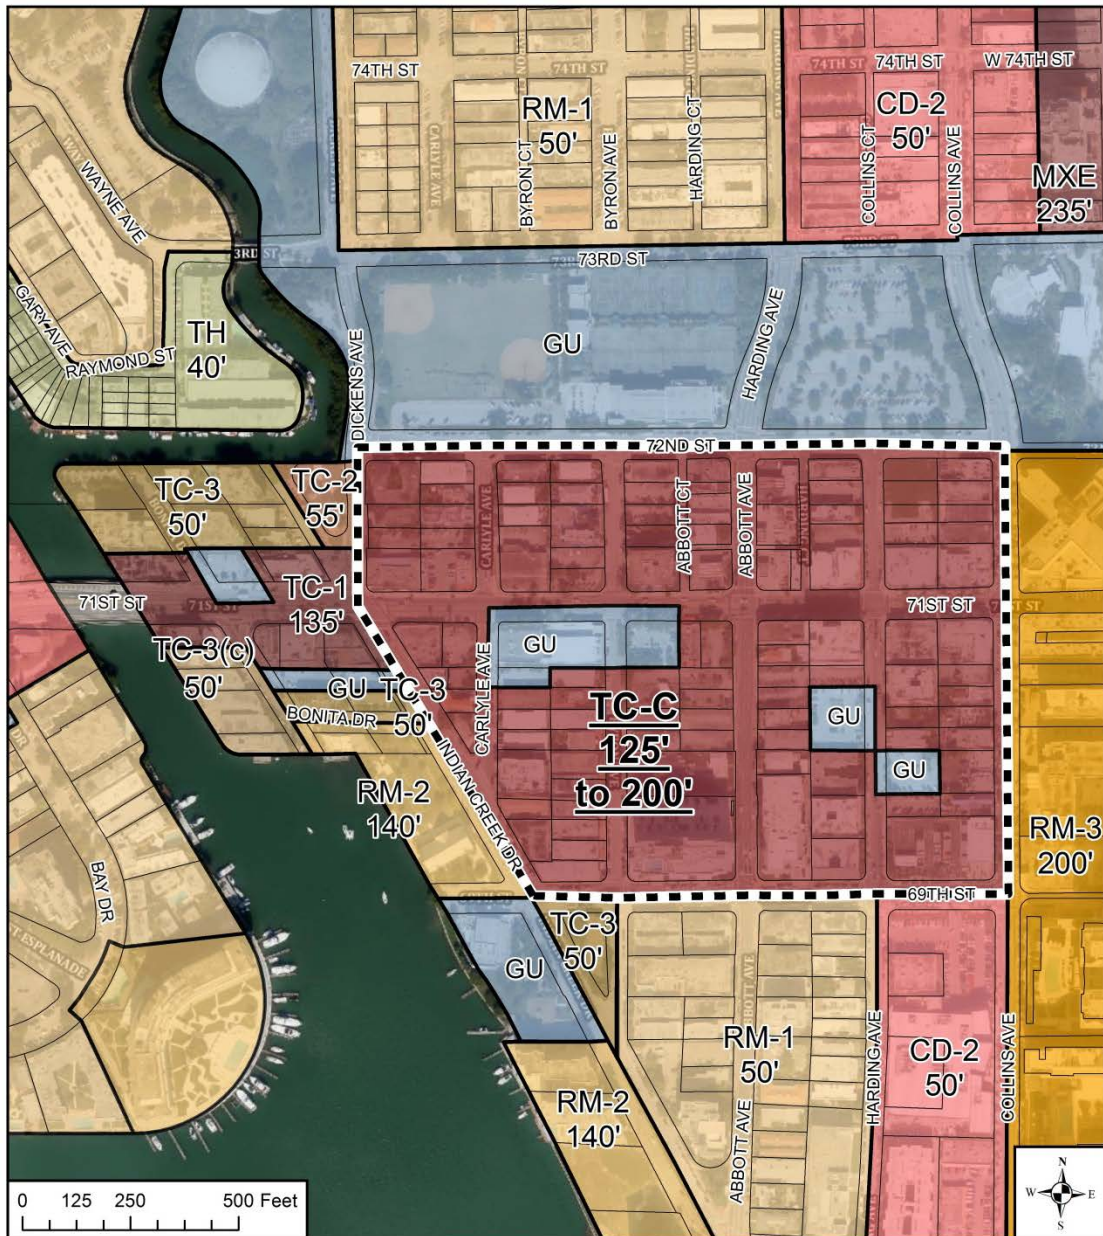 74TH ST
74TH ST
74TH ST
74TH ST
W 74TH ST
RM-1
50'
CD-2
50'
MXE
235'
CARLYLE AVE
BYRON CT
BYRON AVE
HARDING CT
COLLINS CT
COLLINS AVE
WAYNE AVE
3RD ST
73RD ST
GARY AVE
RAYMOND ST
TH
40'
DICKENS AVE
GU
HARDING AVE
72ND ST
TC-3
50'
TC-2
55'
CARLYLE AVE
ABBOTT CT
ABBOTT AVE
71ST ST
71ST ST
TC-1
135'
71ST ST
TC-3(c)
50'
GU
TC-3
50'
BONITA DR
CARLYLE AVE
GU
TC-C
125'
to 200'
GU
GU
INDIAN CREEK DR
RM-2
140'
RM-3
200'
BAY DR
69TH ST
ESPLANADE
GU
TC-3
50'
ABBOTT AVE
RM-1
50'
HARDING AVE
CD-2
50'
COLLINS AVE
RM-2
140'
ABBOTT AVE
0 125 250 500 Feet
N
W E
S